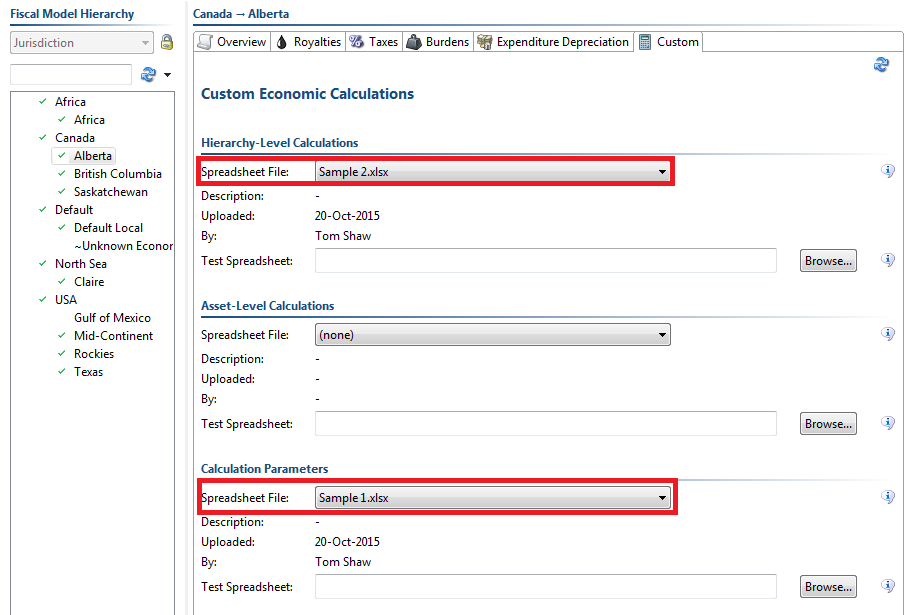 Fiscal Model Hierarchy
Jurisdiction
Africa
Africa
Canada
Alberta
British Columbia
Saskatchewan
Default
Default Local
~Unknown Econor
North Sea
Claire
USA
Gulf of Mexico
Mid-Continent
Rockies
Texas
Canada → Alberta
Overview Royalties Taxes Burdens Expenditure Depreciation Custom
Custom Economic Calculations
Hierarchy-Level Calculations
Spreadsheet File: Sample 2.xlsx
Description: -
Uploaded: 20-Oct-2015
By: Tom Shaw
Test Spreadsheet: Browse...
Asset-Level Calculations
Spreadsheet File: (none)
Description: -
Uploaded: -
By: -
Test Spreadsheet: Browse...
Calculation Parameters
Spreadsheet File: Sample 1.xlsx
Description: -
Uploaded: 20-Oct-2015
By: Tom Shaw
Test Spreadsheet: Browse...